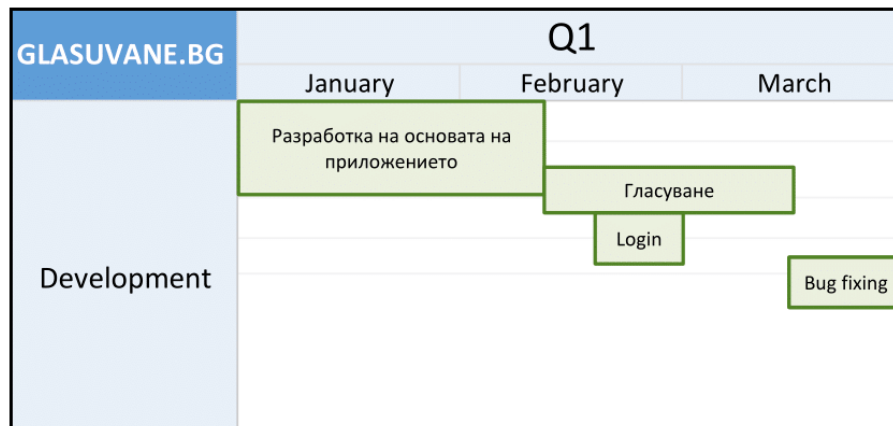 GLASUVANE.BG
Q1
January
February
March
Разработка на основата на
приложението
Гласуване
Login
Development
Bug fixing